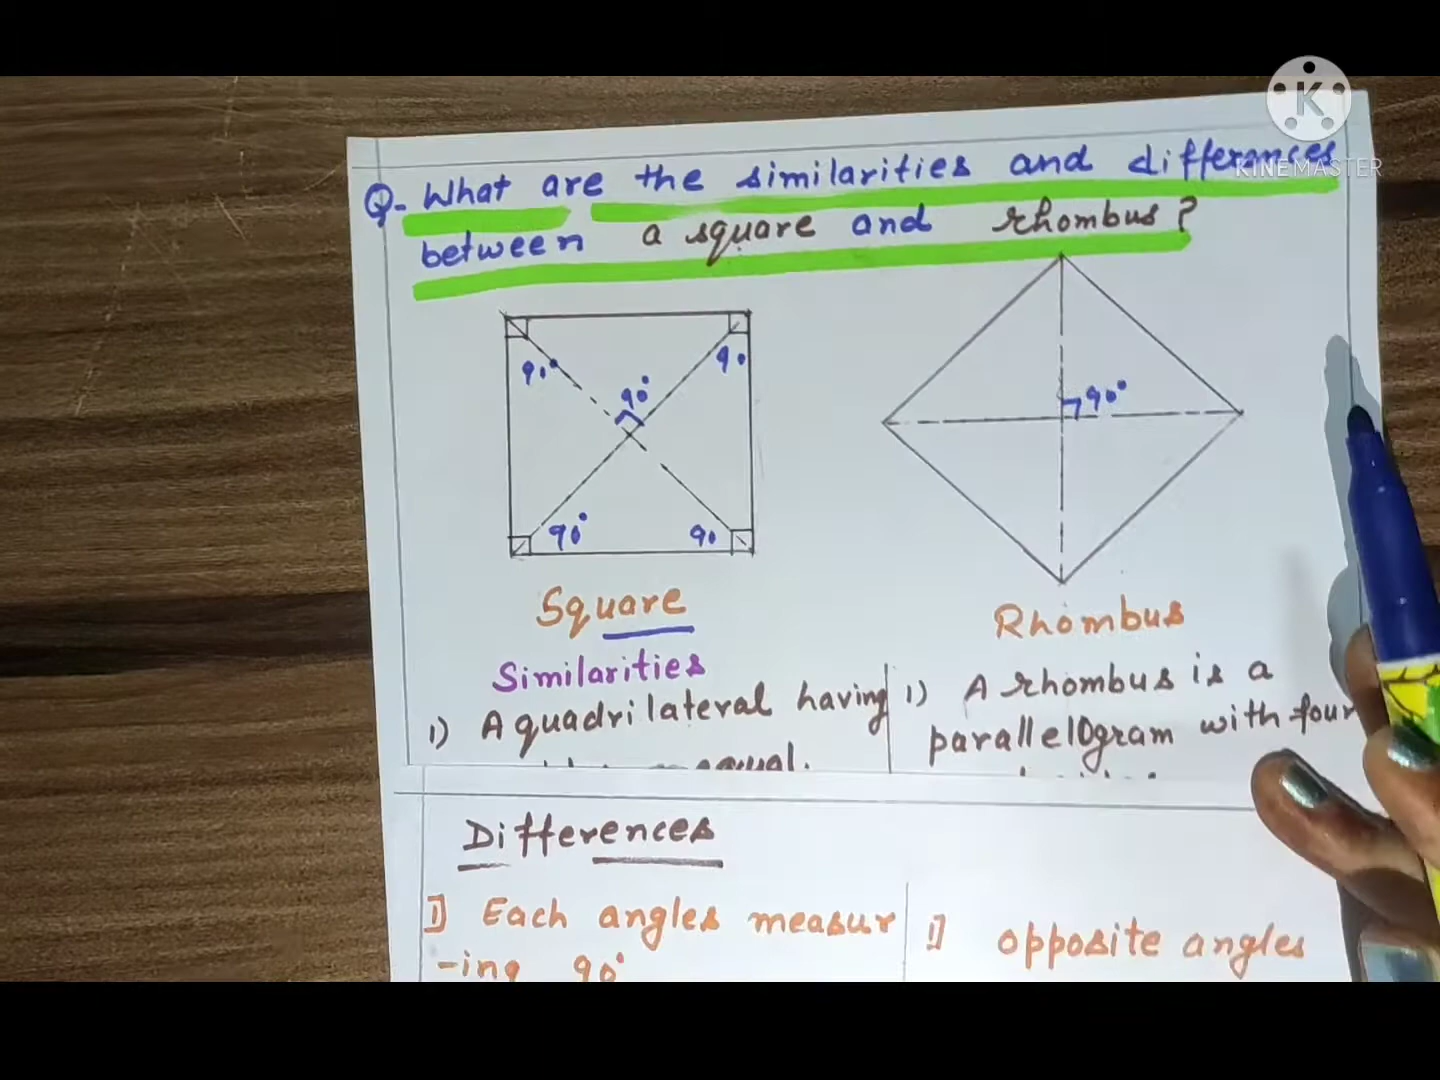 Q- What are the similarities and differences
between a square and rhombus?
90°
90
90°
90°
90°
90
Square
Rhombus
Similarities
1) A quadrilateral having
equal.
1) A rhombus is a
parallelogram with four
Differences
1] Each angles measur
-ing 90°
1] opposite angles
K
KINEMASTER